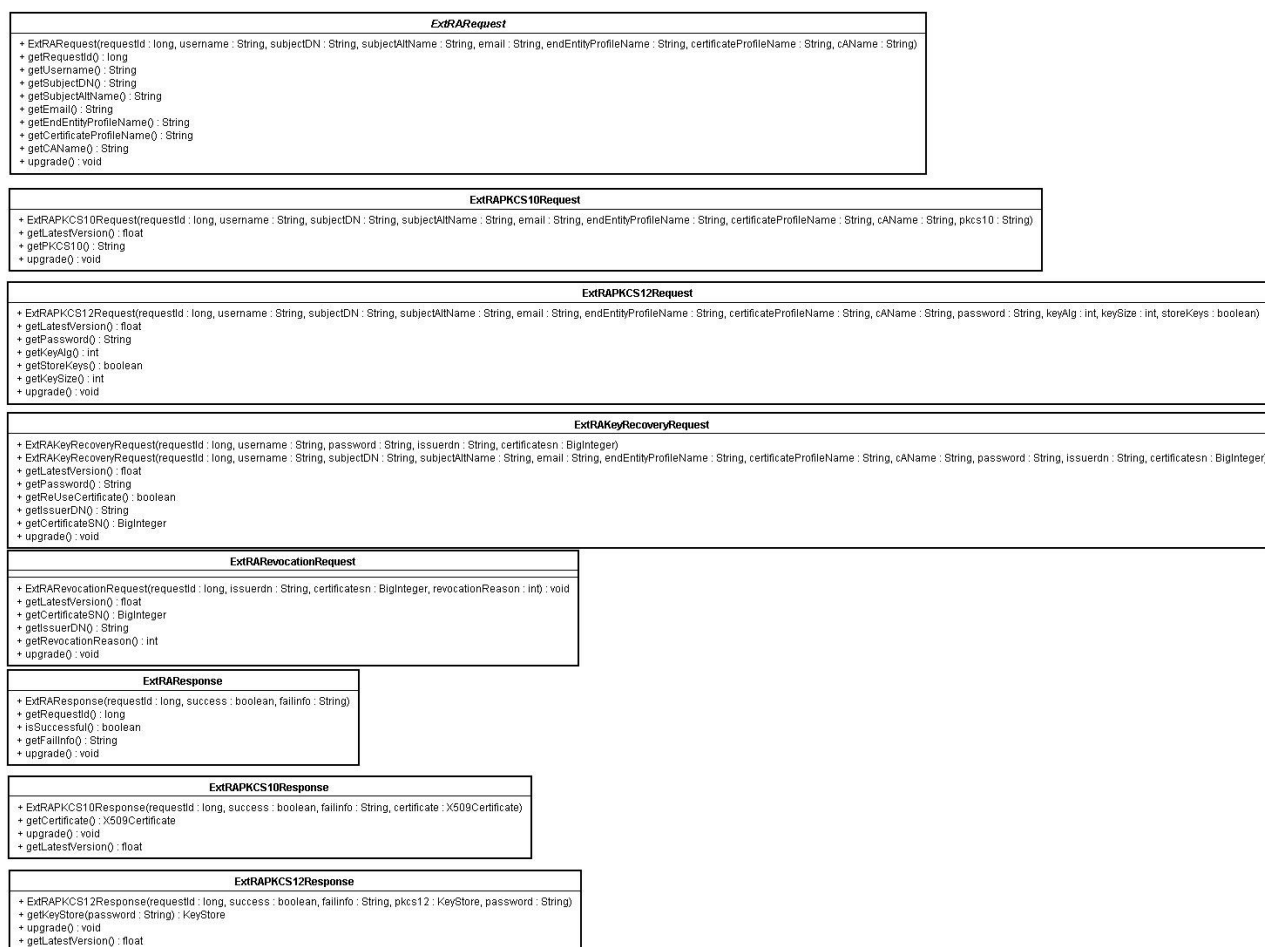 ExtRARequest
+ ExtRARequest(requestId : long, username : String, subjectDN : String, subjectAltName : String, email : String, endEntityProfileName : String, certificateProfileName : String, cAName : String)
+ getRequestId() : long
+ getUsername() : String
+ getSubjectDN() : String
+ getSubjectAltName() : String
+ getEmail() : String
+ getEndEntityProfileName() : String
+ getCertificateProfileName() : String
+ getCAName() : String
+ upgrade() : void
ExtRAPKCS10Request
+ ExtRAPKCS10Request(requestId : long, username : String, subjectDN : String, subjectAltName : String, email : String, endEntityProfileName : String, certificateProfileName : String, cAName : String, pkcs10 : String)
+ getLatestVersion() : float
+ getPKCS10() : String
+ upgrade() : void
ExtRAPKCS12Request
+ ExtRAPKCS12Request(requestId : long, username : String, subjectDN : String, subjectAltName : String, email : String, endEntityProfileName : String, certificateProfileName : String, cAName : String, password : String, keyAlg : int, keySize : int, storeKeys : boolean)
+ getLatestVersion() : float
+ getPassword() : String
+ getKeyAlg() : int
+ getStoreKeys() : boolean
+ getKeySize() : int
+ upgrade() : void
ExtRAKeyRecoveryRequest
+ ExtRAKeyRecoveryRequest(requestId : long, username : String, password : String, issuerdn : String, certificatesn : BigInteger)
+ ExtRAKeyRecoveryRequest(requestId : long, username : String, subjectDN : String, subjectAltName : String, email : String, endEntityProfileName : String, certificateProfileName : String, cAName : String, password : String, issuerdn : String, certificatesn : BigInteger)
+ getLatestVersion() : float
+ getPassword() : String
+ getReUseCertificate() : boolean
+ getIssuerDN() : String
+ getCertificateSN() : BigInteger
+ upgrade() : void
ExtRARevocationRequest
+ ExtRARevocationRequest(requestId : long, issuerdn : String, certificatesn : BigInteger, revocationReason : int) : void
+ getLatestVersion() : float
+ getCertificateSN() : BigInteger
+ getIssuerDN() : String
+ getRevocationReason() : int
+ upgrade() : void
ExtRAResponse
+ ExtRAResponse(requestId : long, success : boolean, failinfo : String)
+ getRequestId() : long
+ isSuccessful() : boolean
+ getFailInfo() : String
+ upgrade() : void
ExtRAPKCS10Response
+ ExtRAPKCS10Response(requestId : long, success : boolean, failinfo : String, certificate : X509Certificate)
+ getCertificate() : X509Certificate
+ upgrade() : void
+ getLatestVersion() : float
ExtRAPKCS12Response
+ ExtRAPKCS12Response(requestId : long, success : boolean, failinfo : String, pkcs12 : KeyStore, password : String)
+ getKeyStore(password : String) : KeyStore
+ upgrade() : void
+ getLatestVersion() : float